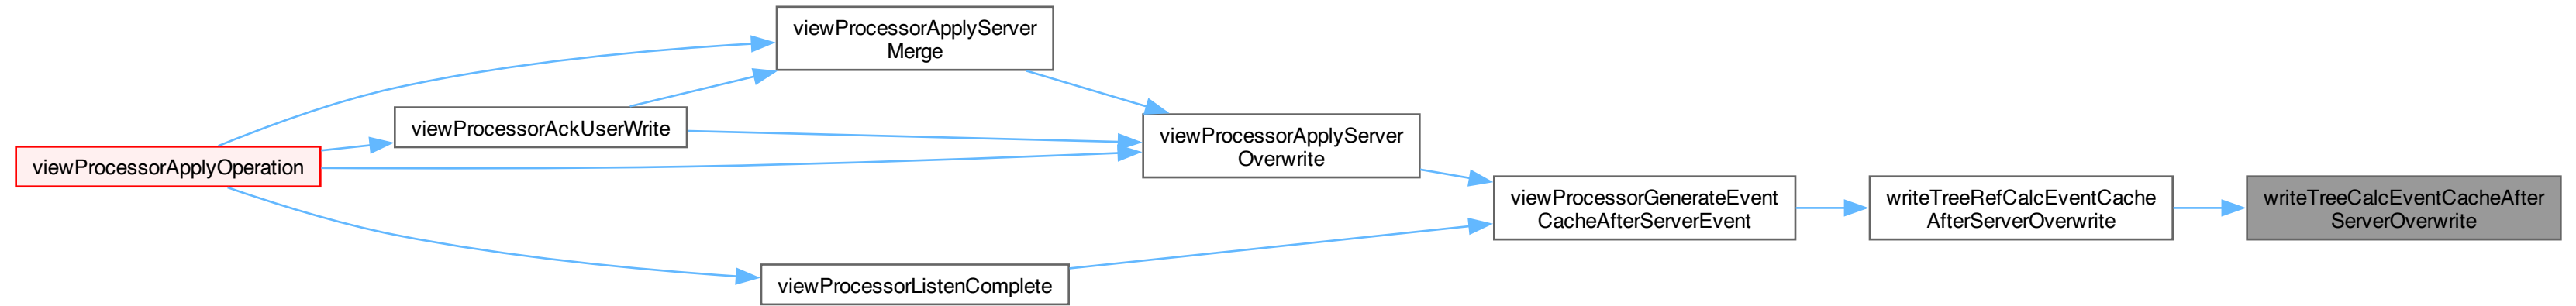 viewProcessorApplyServer
Merge
viewProcessorAckUserWrite
viewProcessorApplyServer
Overwrite
viewProcessorApplyOperation
viewProcessorGenerateEvent
CacheAfterServerEvent
writeTreeRefCalcEventCache
AfterServerOverwrite
writeTreeCalcEventCacheAfter
ServerOverwrite
viewProcessorListenComplete